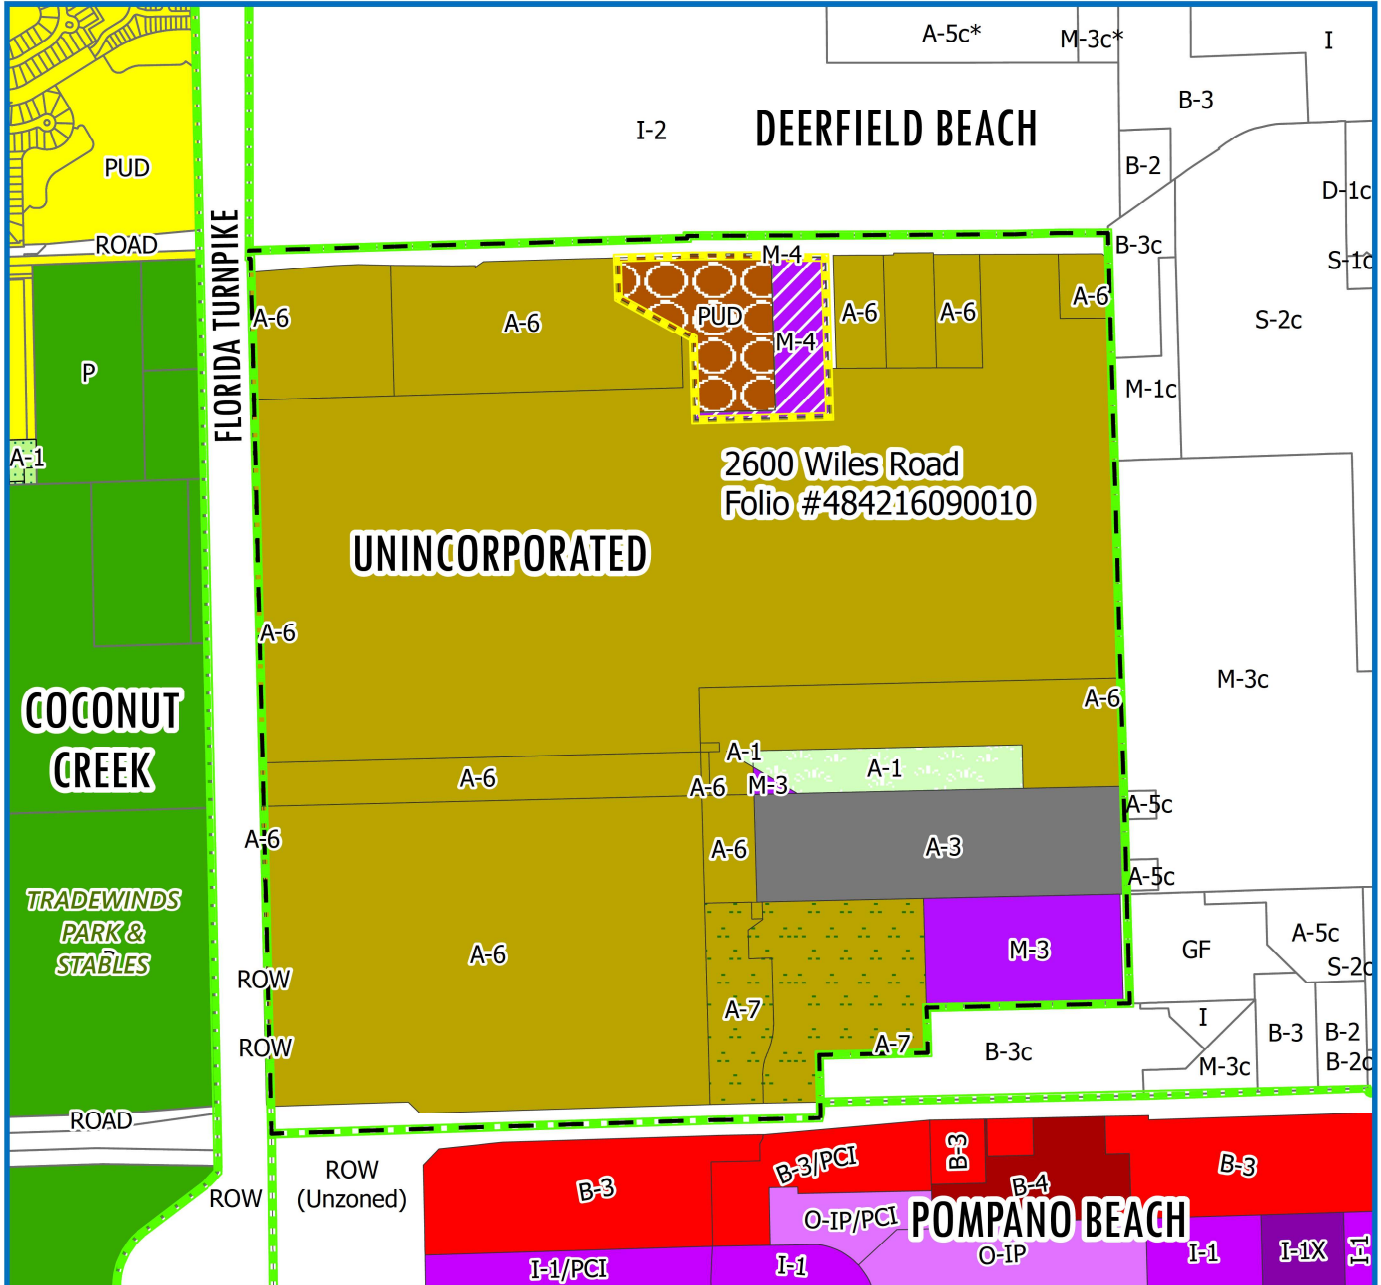 A-5c*
M-3c*
I
DEERFIELD BEACH
I-2
B-3
B-2
PUD
D-1c
ROAD
FLORIDA TURNPIKE
M-4
B-3c
S-1c
A-6
A-6
PUD
A-6
A-6
A-6
M-4
S-2c
P
M-1c
A-1
2600 Wiles Road
Folio #484216090010
UNINCORPORATED
A-6
COCONUT
CREEK
A-6
M-3c
A-1
A-1
A-6
A-6
M-3
A-5c
A-6
A-6
A-3
A-5c
TRADEWINDS
PARK &
STABLES
A-6
M-3
GF
A-5c
S-2c
ROW
A-7
I
ROW
A-7
B-3c
B-3
B-2
M-3c
B-2c
ROAD
ROW
(Unzoned)
ROW
B-3
B-3/PCI
B-3
B-4
B-3
O-IP/PCI
POMPANO BEACH
O-IP
I-1/PCI
I-1
I-1
I-1X
I-1